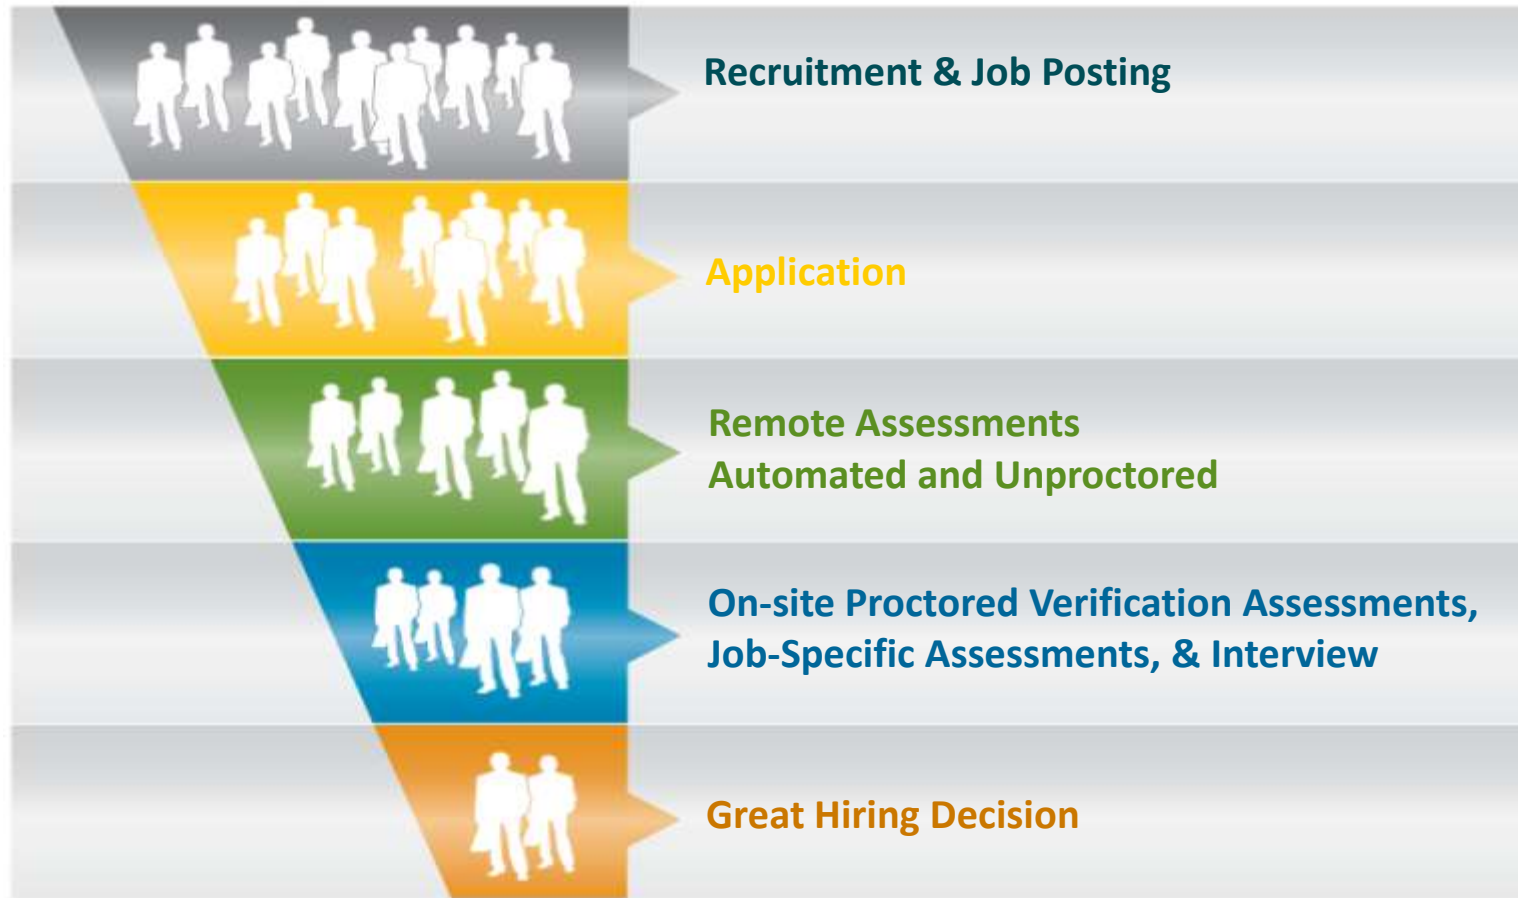 Recruitment & Job Posting
Application
Remote Assessments
Automated and Unproctored
On-site Proctored Verification Assessments,
Job-Specific Assessments, & Interview
Great Hiring Decision